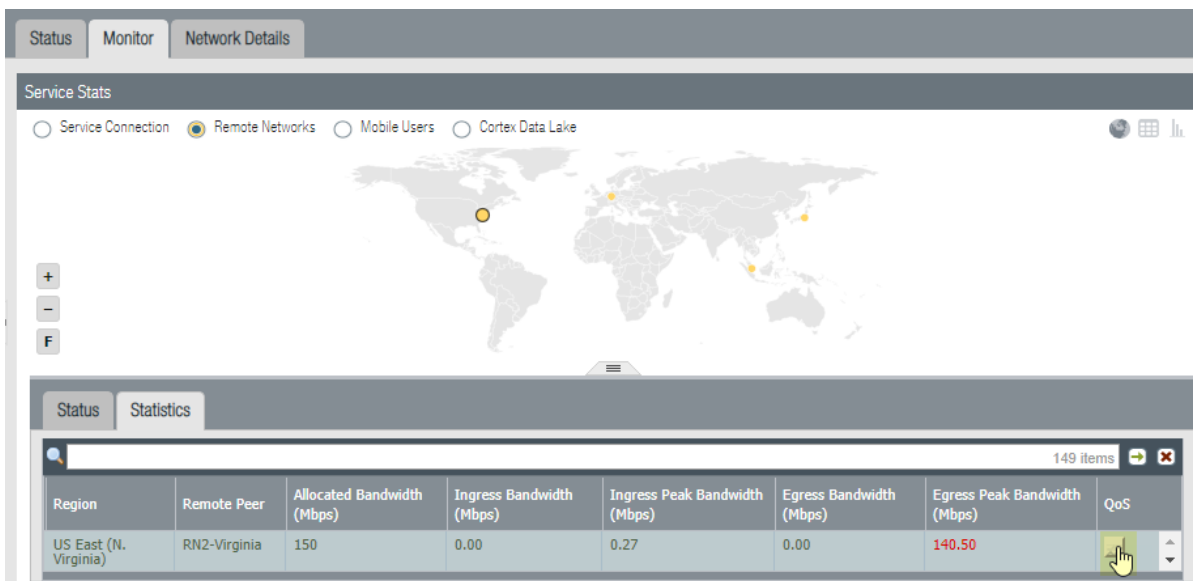 Status Monitor Network Details
Service Stats
Service Connection Remote Networks Mobile Users Cortex Data Lake
+
−
F
Status Statistics
149 items
Region Remote Peer Allocated Bandwidth (Mbps) Ingress Bandwidth (Mbps) Ingress Peak Bandwidth (Mbps) Egress Bandwidth (Mbps) Egress Peak Bandwidth (Mbps) QoS
US East (N. Virginia) RN2-Virginia 150 0.00 0.27 0.00 140.50